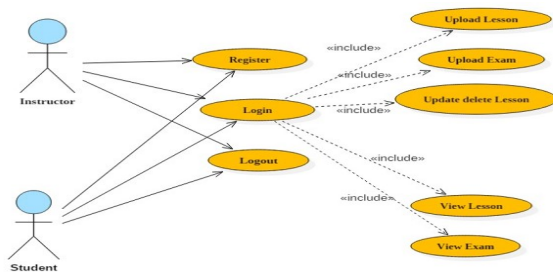 Upload Lesson
«include»
Register
Upload Exam
«include»
Instructor
Update delete Lesson
Login
«include»
Logout
«include»
«include»
View Lesson
View Exam
Student